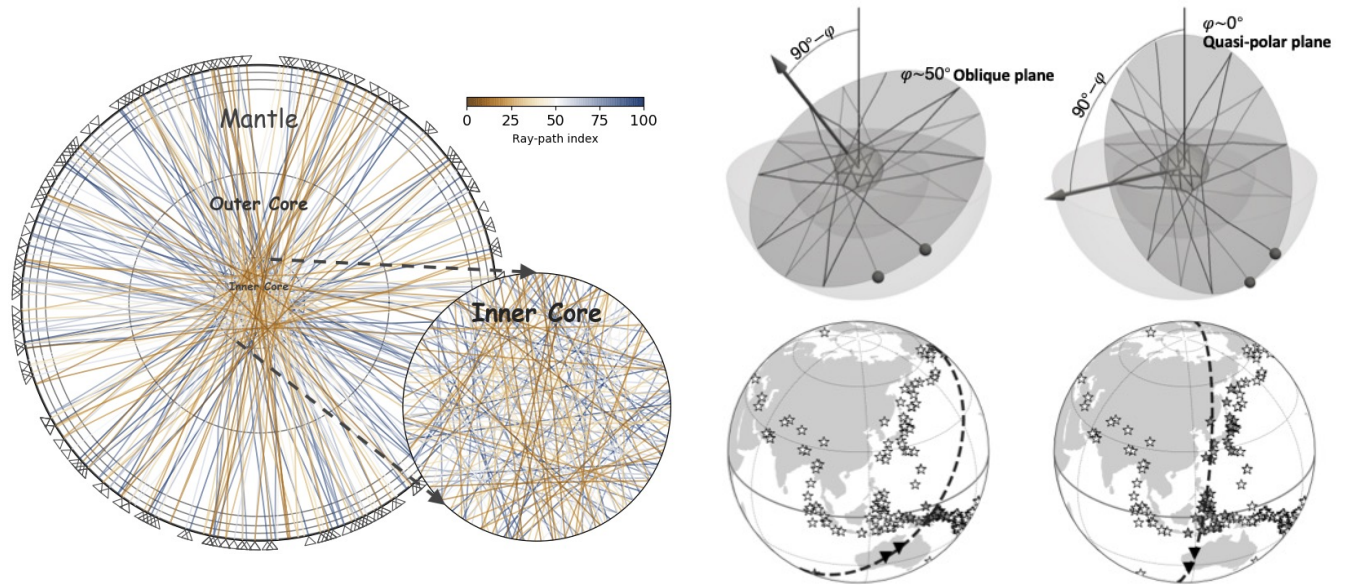 Mantle
Outer Core
Inner Core
0 25 50 75 100
Ray-path index
Inner Core
90°−φ
φ~50° Oblique plane
90°−φ
φ~0°
Quasi-polar plane